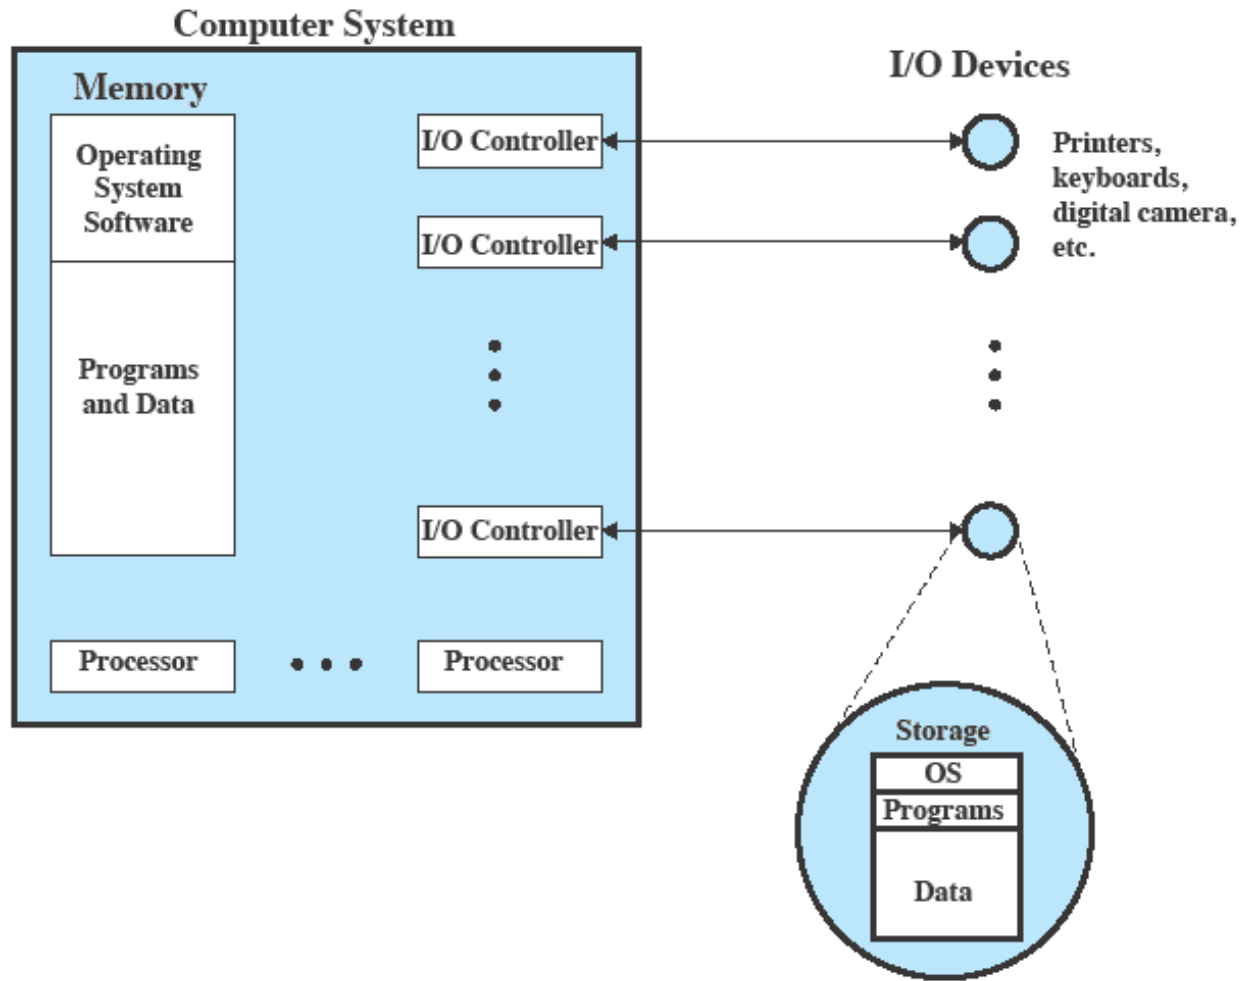 Computer System
I/O Devices
Memory
Operating
System
Software
Programs
and Data
I/O Controller
I/O Controller
I/O Controller
Processor
Processor
Printers,
keyboards,
digital camera,
etc.
Storage
OS
Programs
Data